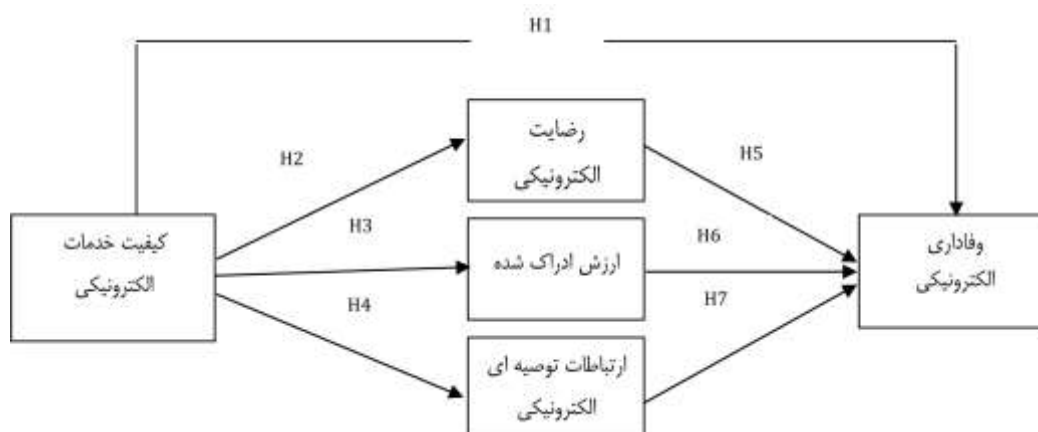 H1
رضایت
الکترونیکی
H2
H5
کیفیت خدمات
الکترونیکی
H3
ارزش ادراک شده
H6
وفاداری
الکترونیکی
H4
H7
ارتباطات توصیه ای
الکترونیکی